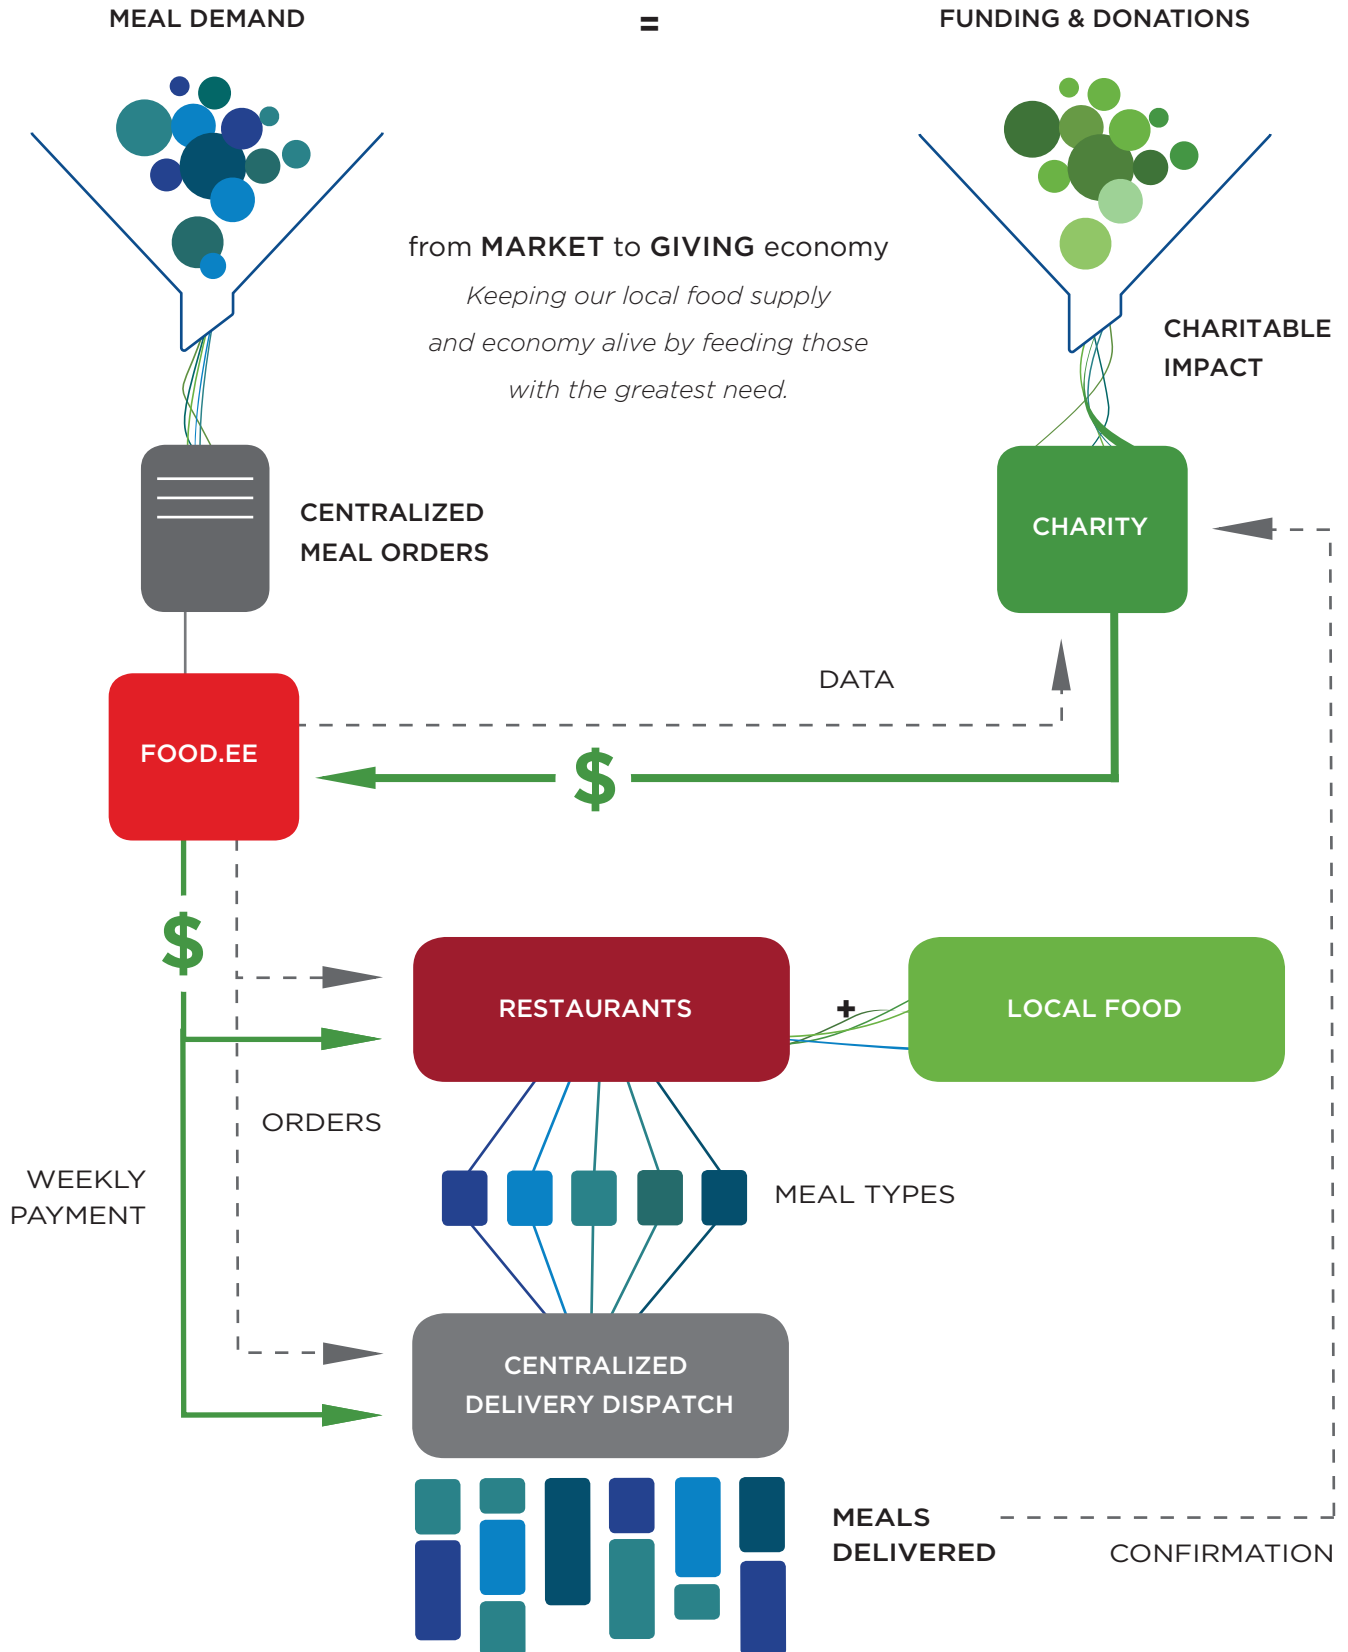 MEAL DEMAND
=
FUNDING & DONATIONS
from MARKET to GIVING economy
Keeping our local food supply
and economy alive by feeding those
with the greatest need.
CHARITABLE
IMPACT
CENTRALIZED
MEAL ORDERS
CHARITY
DATA
FOOD.EE
$
$
RESTAURANTS
+
LOCAL FOOD
ORDERS
WEEKLY
PAYMENT
MEAL TYPES
CENTRALIZED
DELIVERY DISPATCH
MEALS
DELIVERED
CONFIRMATION